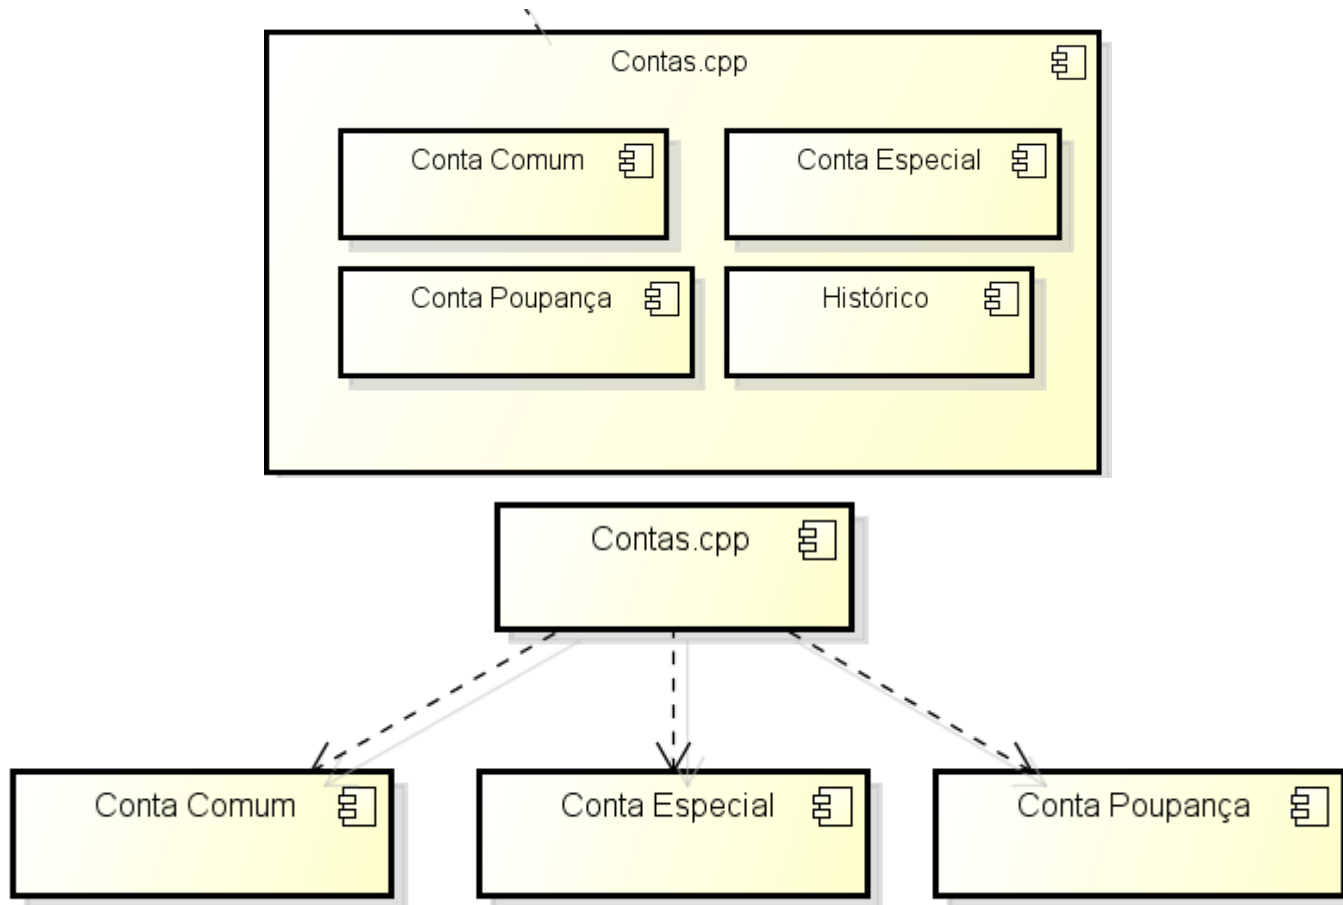 Contas.cpp
Conta Comum
Conta Especial
Conta Poupança
Histórico
Contas.cpp
Conta Comum
Conta Especial
Conta Poupança